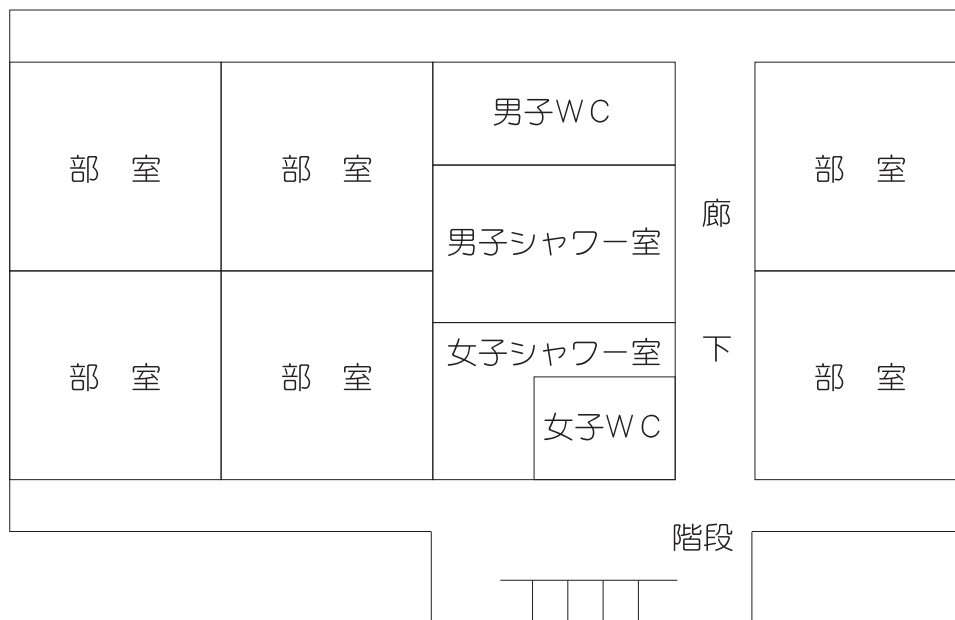 男子WC
部　室
部　室
部　室
男子シャワー室
廊下
女子シャワー室
部　室
部　室
部　室
女子WC
階段